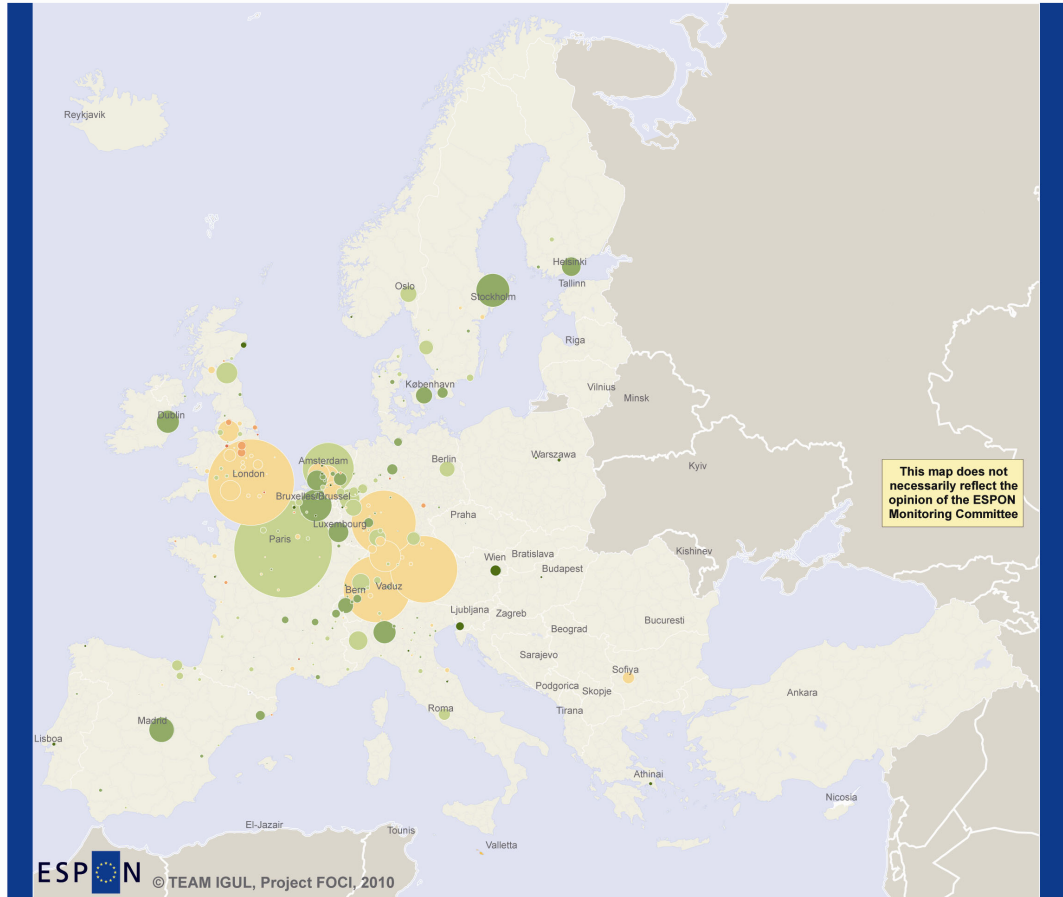 Reykjavik
Helsinki
Oslo
Tallinn
Stockholm
Riga
København
Vilnius
Minsk
Dublin
Berlin
Warszawa
Amsterdam
London
Kyiv
This map does not
necessarily reflect the
opinion of the ESPON
Monitoring Committee
Bruxelles/Brussel
Praha
Luxembourg
Paris
Kishinev
Wien
Bratislava
Budapest
Bern
Vaduz
Ljubljana
Zagreb
Bucuresti
Beograd
Sarajevo
Sofiya
Podgorica
Skopje
Ankara
Roma
Tirana
Madrid
Lisboa
Athinai
Nicosia
El-Jazair
Tounis
Valletta
ESPON
© TEAM IGUL, Project FOCI, 2010